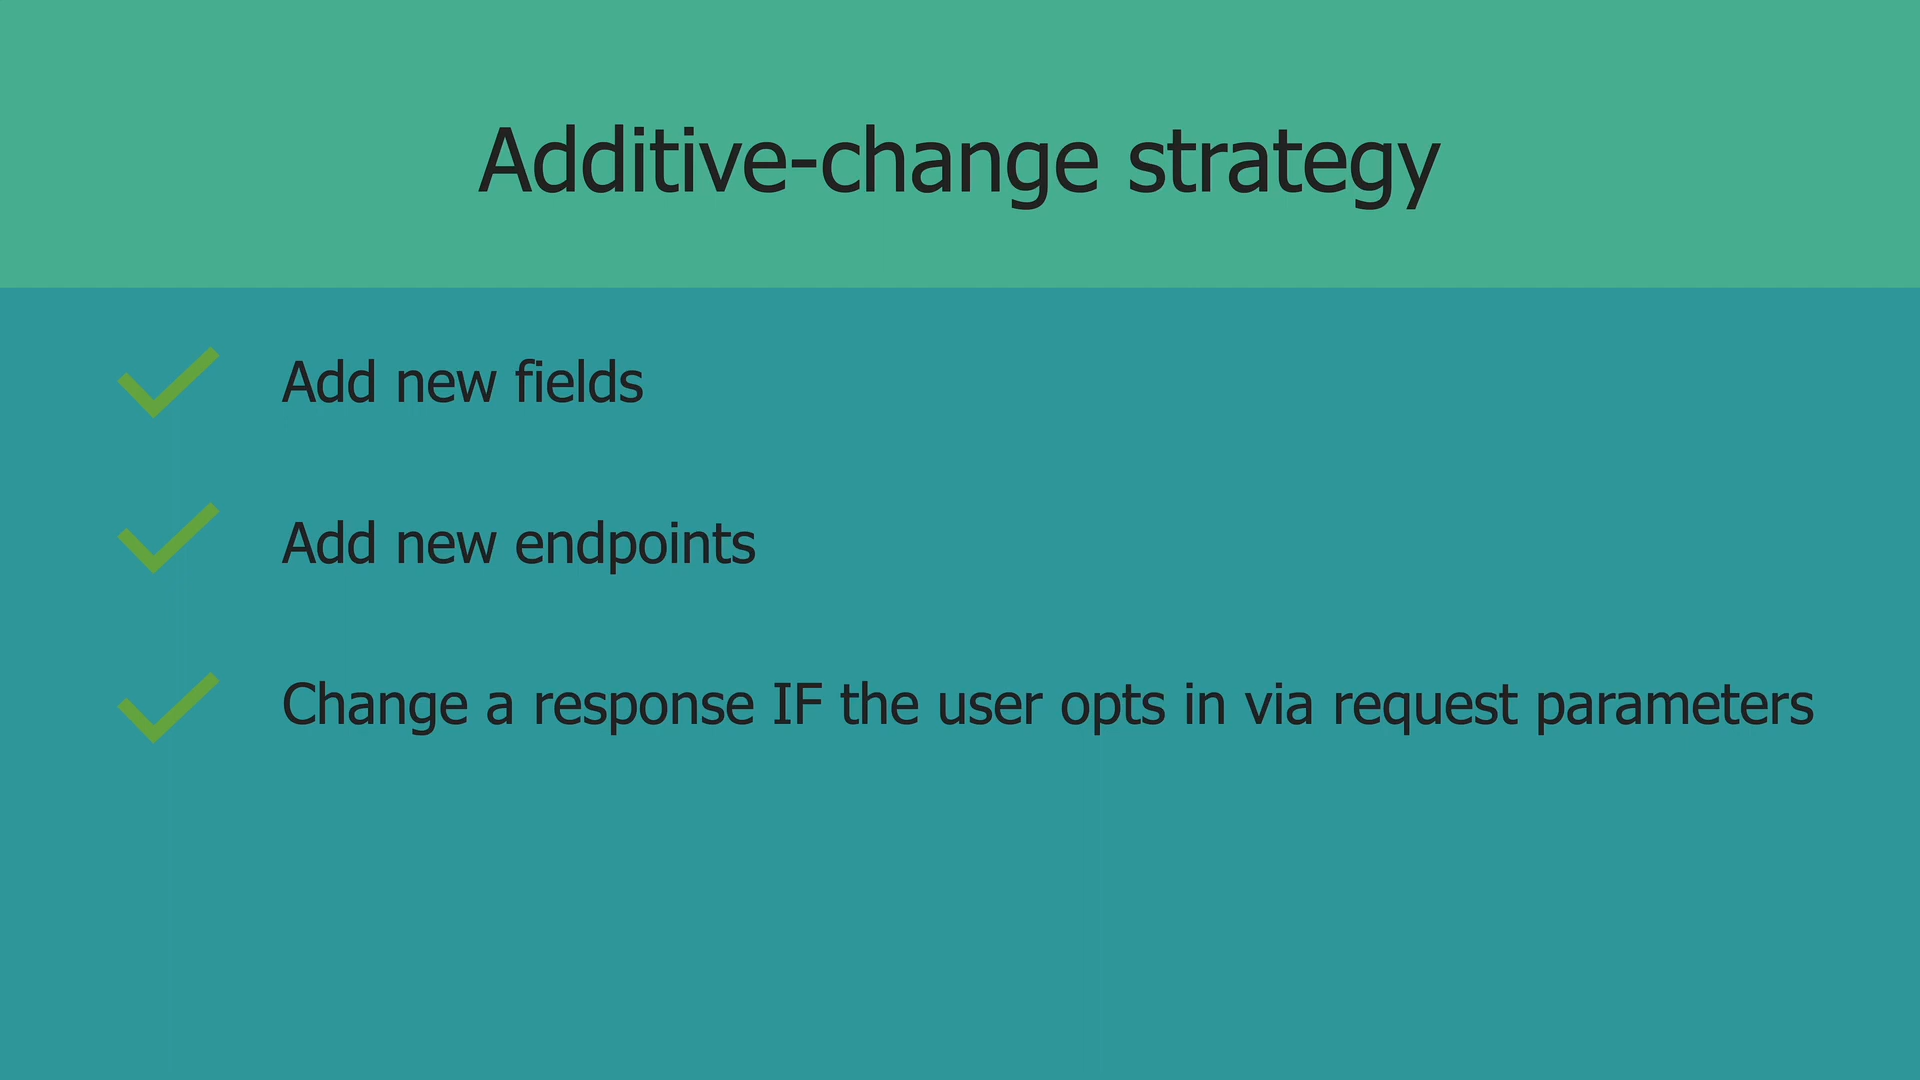 Additive-change strategy
Add new fields
Add new endpoints
Change a response IF the user opts in via request parameters